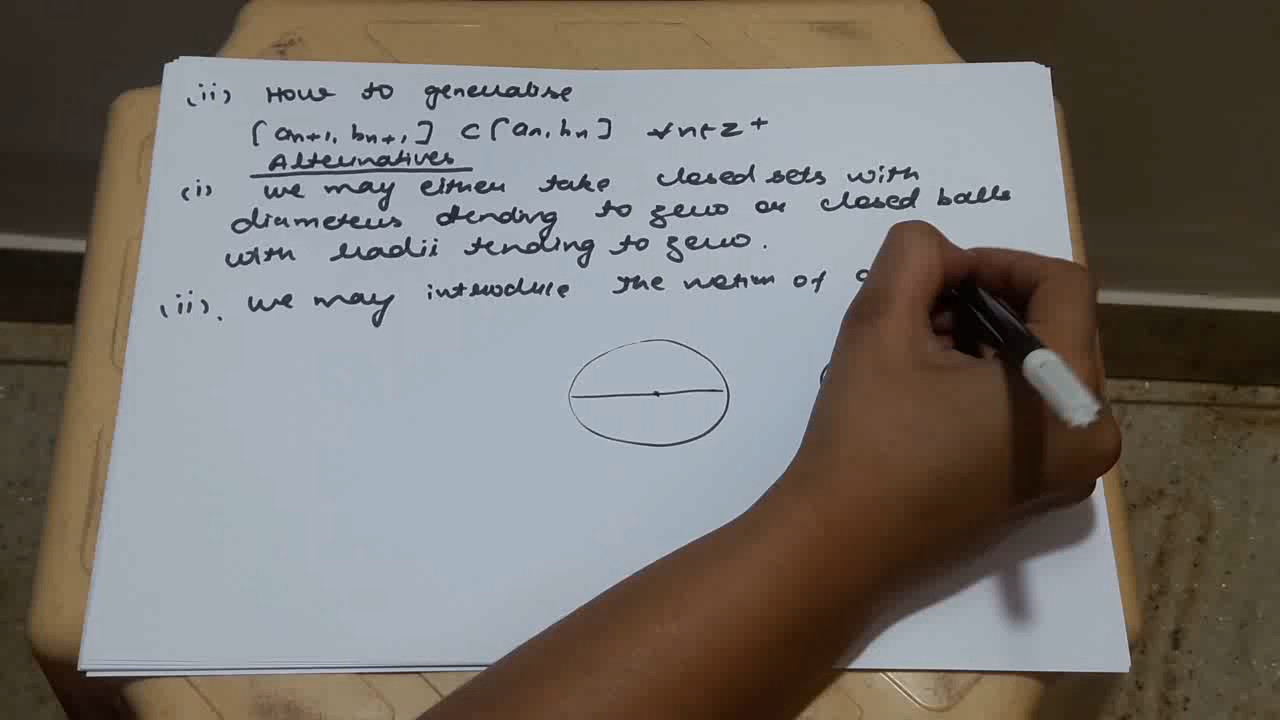 (ii) How to generalise
[an+1, bn+1] ⊂ [an, bn] ∀n∈Z+
Alternatives
(i) we may either take closed sets with
diameters tending to zero or closed balls
with radii tending to zero.
(ii). we may introduce the notion of